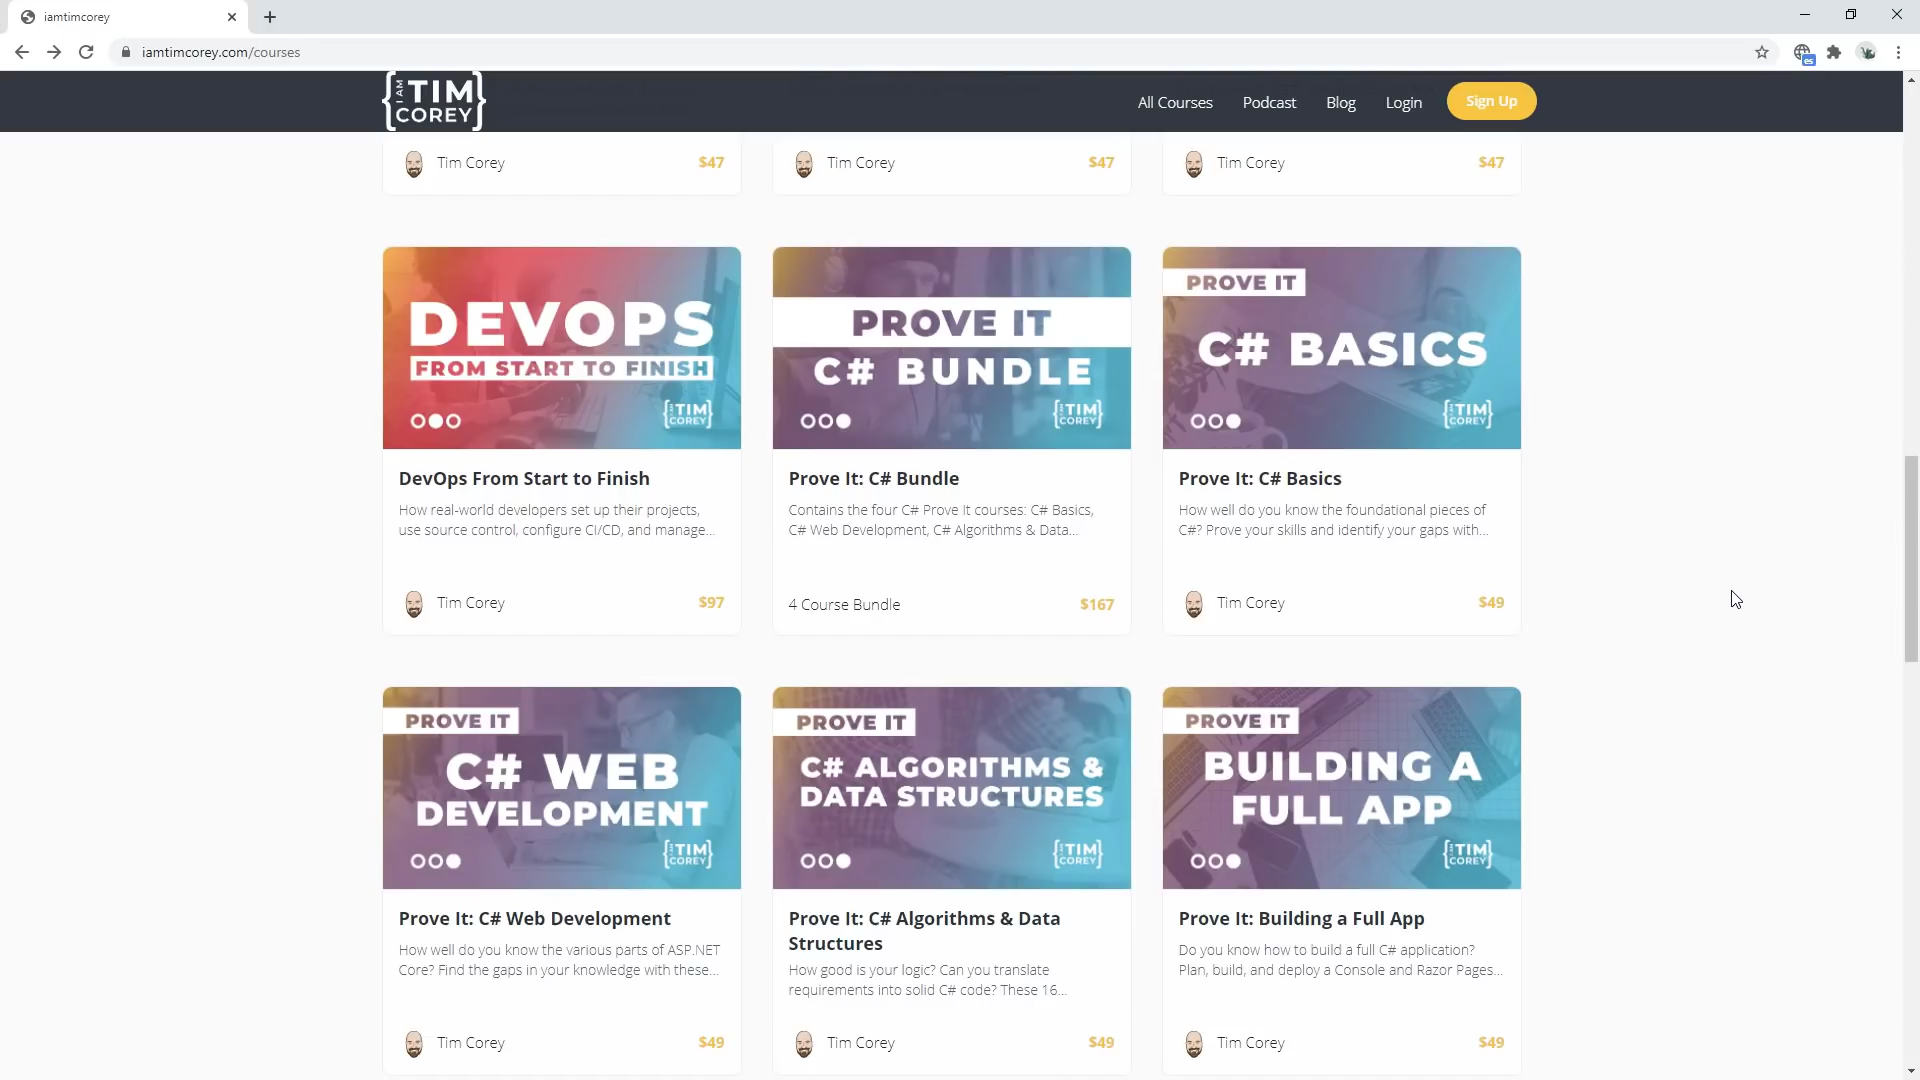 iamtimcorey
iamtimcorey.com/courses
es
I AM TIM COREY
All Courses
Podcast
Blog
Login
Sign Up
Tim Corey
$47
Tim Corey
$47
Tim Corey
$47
DEVOPS
FROM START TO FINISH
TIM
COREY
DevOps From Start to Finish
How real-world developers set up their projects,
use source control, configure CI/CD, and manage...
Tim Corey
$97
PROVE IT
C# BUNDLE
TIM
COREY
Prove It: C# Bundle
Contains the four C# Prove It courses: C# Basics,
C# Web Development, C# Algorithms & Data...
4 Course Bundle
$167
PROVE IT
C# BASICS
TIM
COREY
Prove It: C# Basics
How well do you know the foundational pieces of
C#? Prove your skills and identify your gaps with...
Tim Corey
$49
PROVE IT
C# WEB
DEVELOPMENT
TIM
COREY
Prove It: C# Web Development
How well do you know the various parts of ASP.NET
Core? Find the gaps in your knowledge with these...
Tim Corey
$49
PROVE IT
C# ALGORITHMS &
DATA STRUCTURES
TIM
COREY
Prove It: C# Algorithms & Data
Structures
How good is your logic? Can you translate
requirements into solid C# code? These 16...
Tim Corey
$49
PROVE IT
BUILDING A
FULL APP
TIM
COREY
Prove It: Building a Full App
Do you know how to build a full C# application?
Plan, build, and deploy a Console and Razor Pages...
Tim Corey
$49